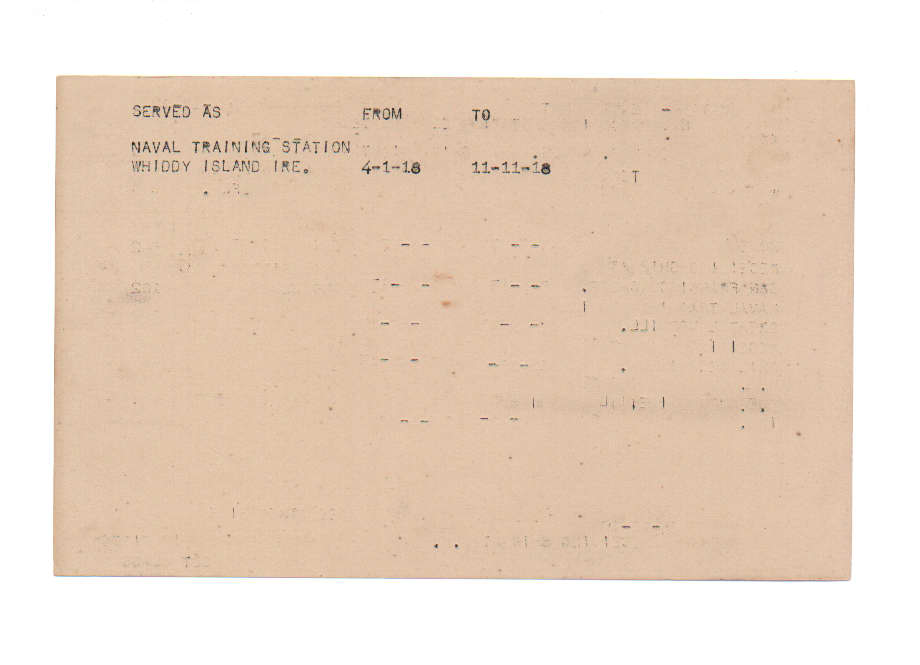 SERVED AS FROM TO
NAVAL TRAINING STATION
WHIDDY ISLAND IRE. 4-1-18 11-11-18